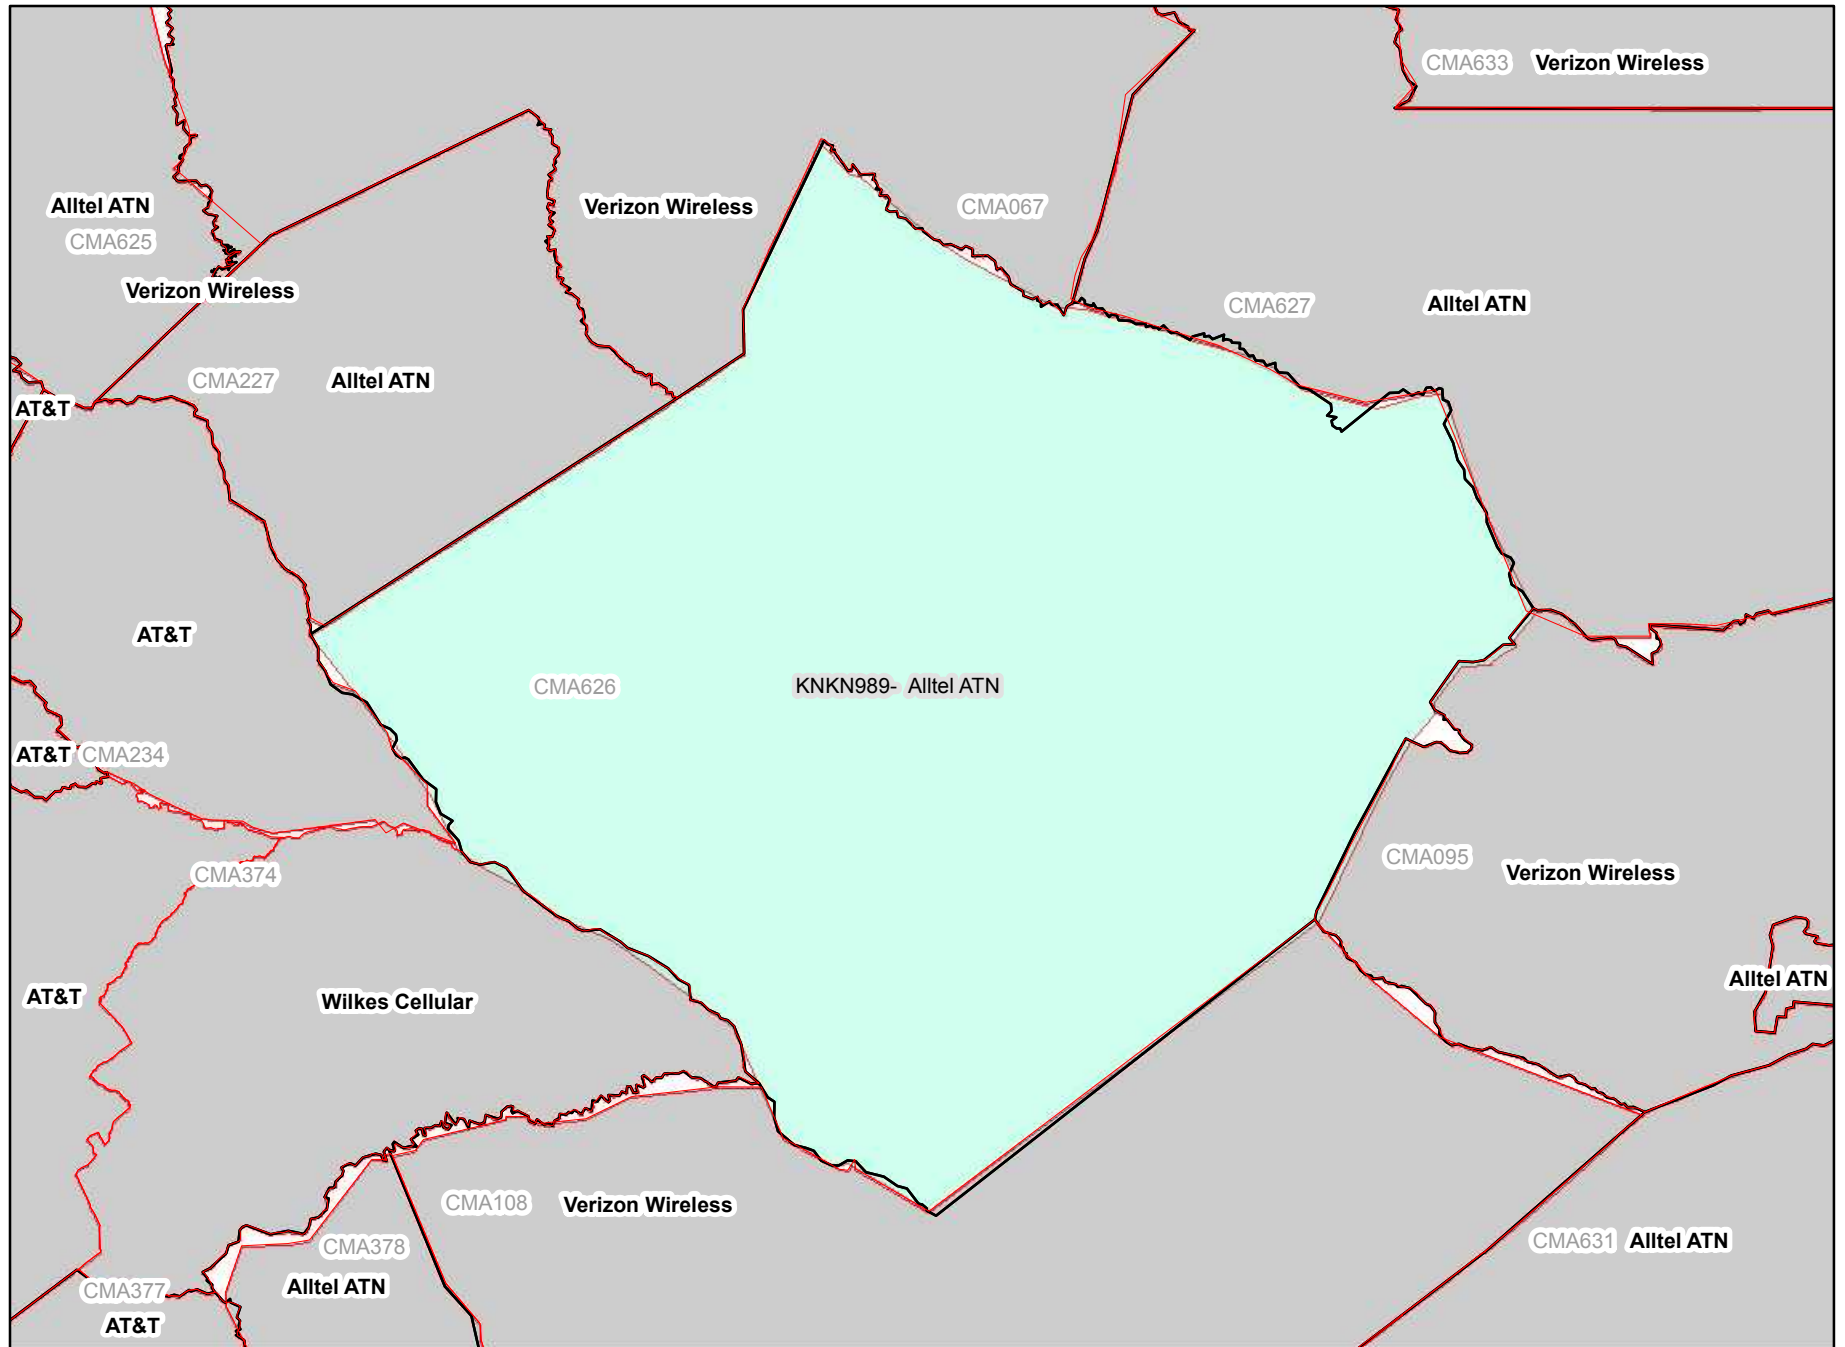 CMA633 Verizon Wireless
Alltel ATN
CMA625
Verizon Wireless
CMA067
Verizon Wireless
CMA627 Alltel ATN
CMA227 Alltel ATN
AT&T
AT&T
CMA626
KNKN989- Alltel ATN
AT&T CMA234
CMA374
CMA095
Verizon Wireless
AT&T
Wilkes Cellular
Alltel ATN
CMA108 Verizon Wireless
CMA378
Alltel ATN
CMA631 Alltel ATN
CMA377
AT&T